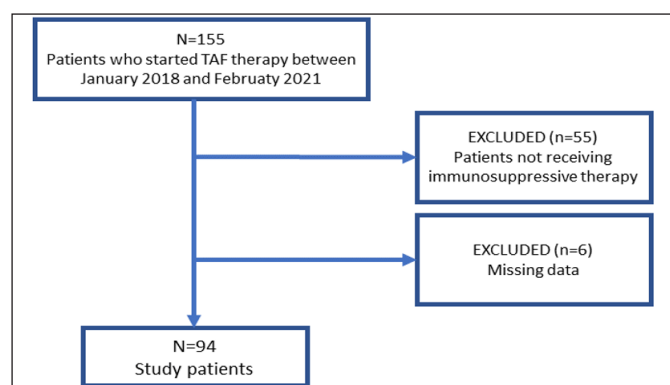 N=155
Patients who started TAF therapy between
January 2018 and Februaty 2021
EXCLUDED (n=55)
Patients not receiving
immunosuppressive therapy
EXCLUDED (n=6)
Missing data
N=94
Study patients